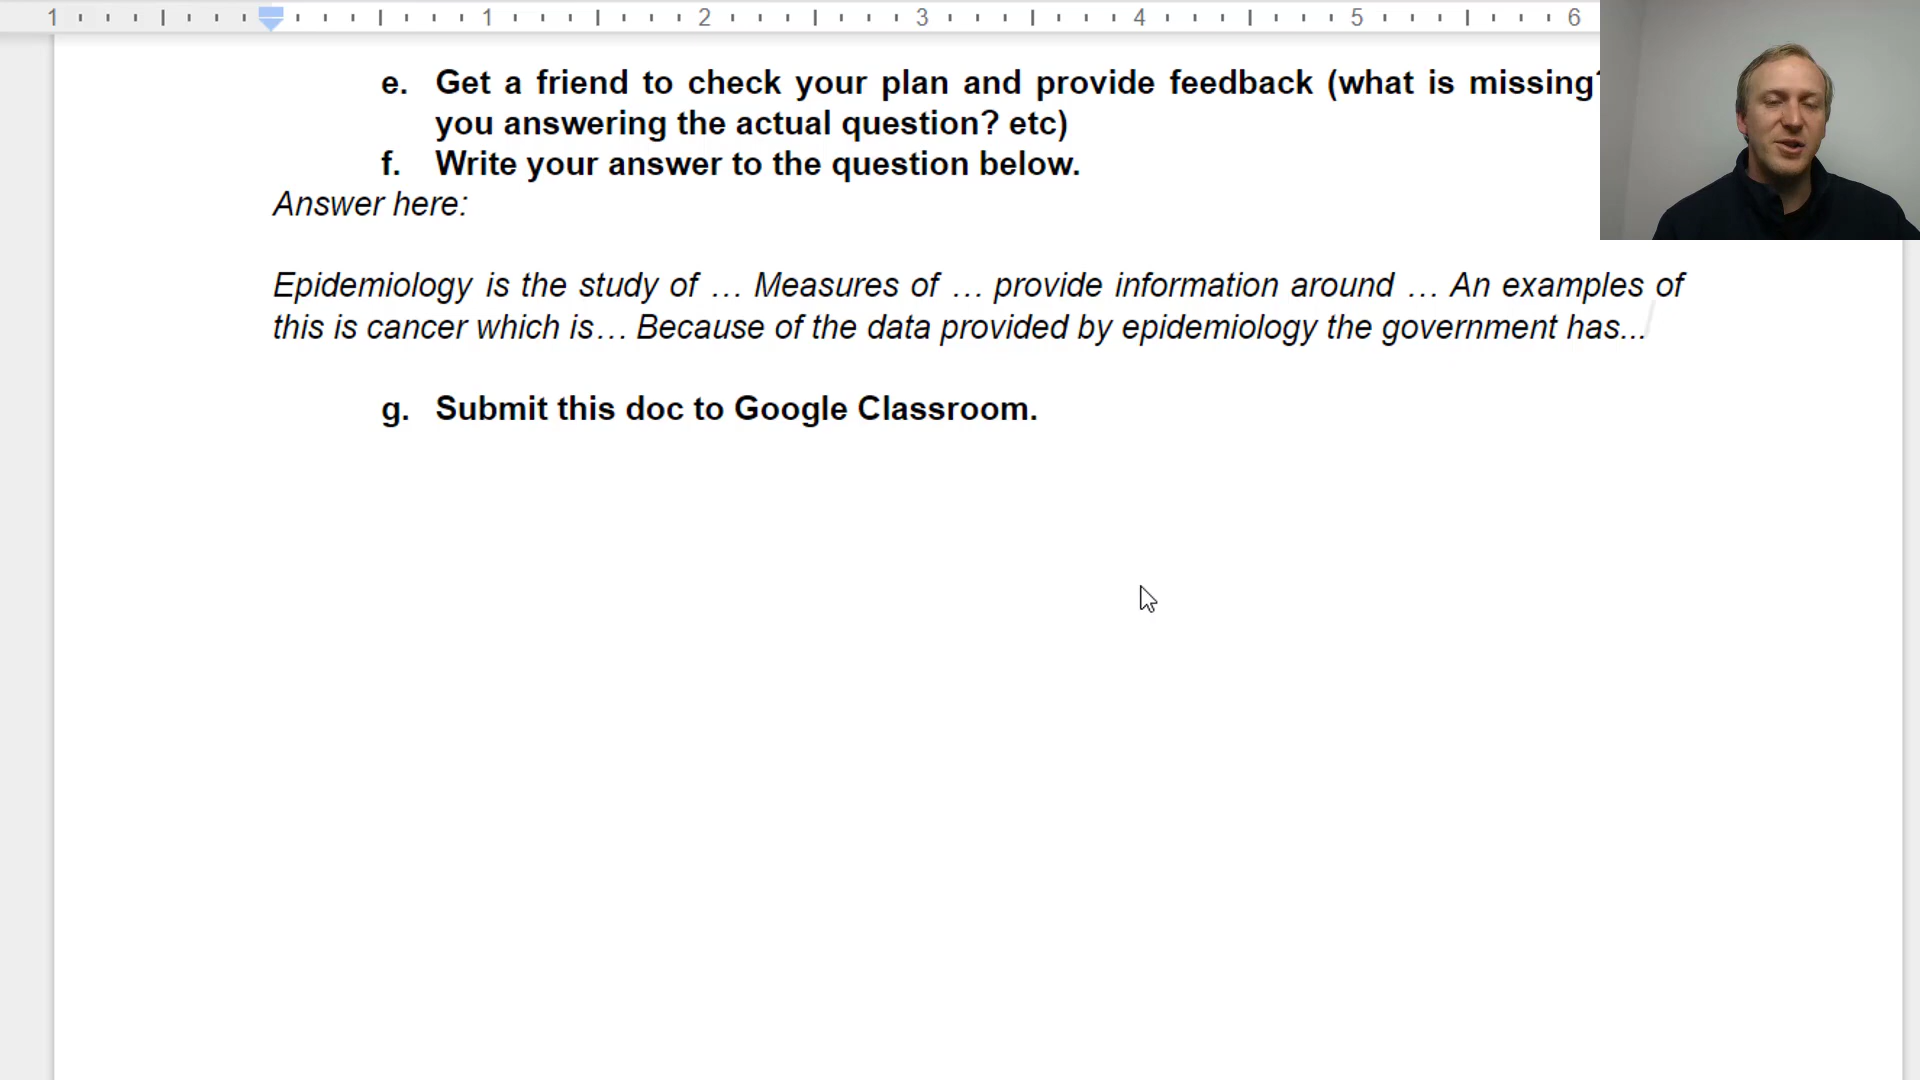 1 1 2 3 4 5 6
e. Get a friend to check your plan and provide feedback (what is missing?
you answering the actual question? etc)
f. Write your answer to the question below.
Answer here:
Epidemiology is the study of … Measures of … provide information around … An examples of
this is cancer which is… Because of the data provided by epidemiology the government has...
g. Submit this doc to Google Classroom.